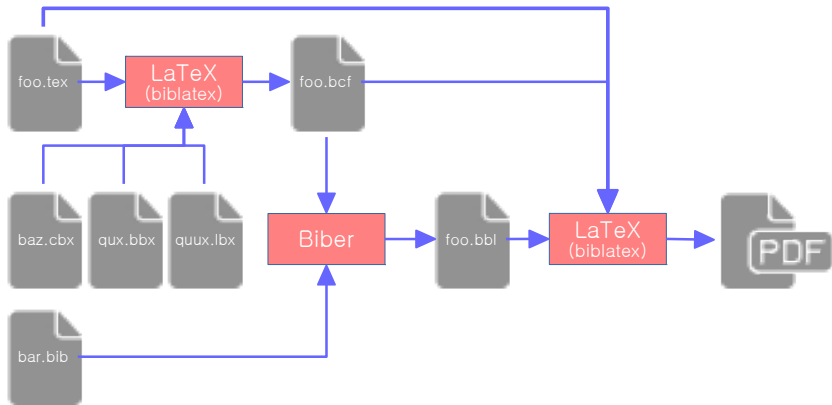 foo.tex
LaTeX
(biblatex)
foo.bcf
baz.cbx
qux.bbx
quux.lbx
Biber
foo.bbl
LaTeX
(biblatex)
PDF
bar.bib